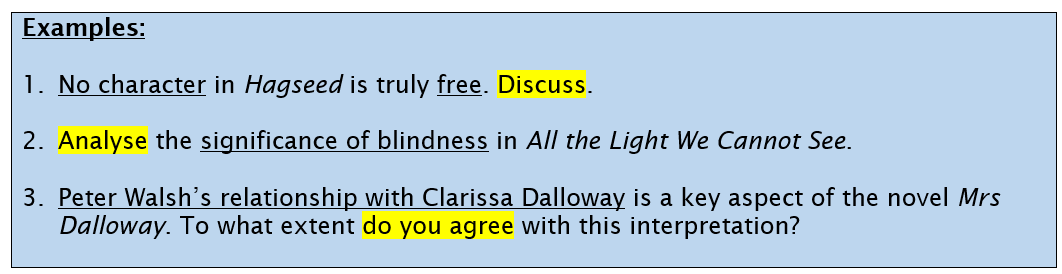 Examples:
1. No character in Hagseed is truly free. Discuss.
2. Analyse the significance of blindness in All the Light We Cannot See.
3. Peter Walsh’s relationship with Clarissa Dalloway is a key aspect of the novel Mrs
Dalloway. To what extent do you agree with this interpretation?